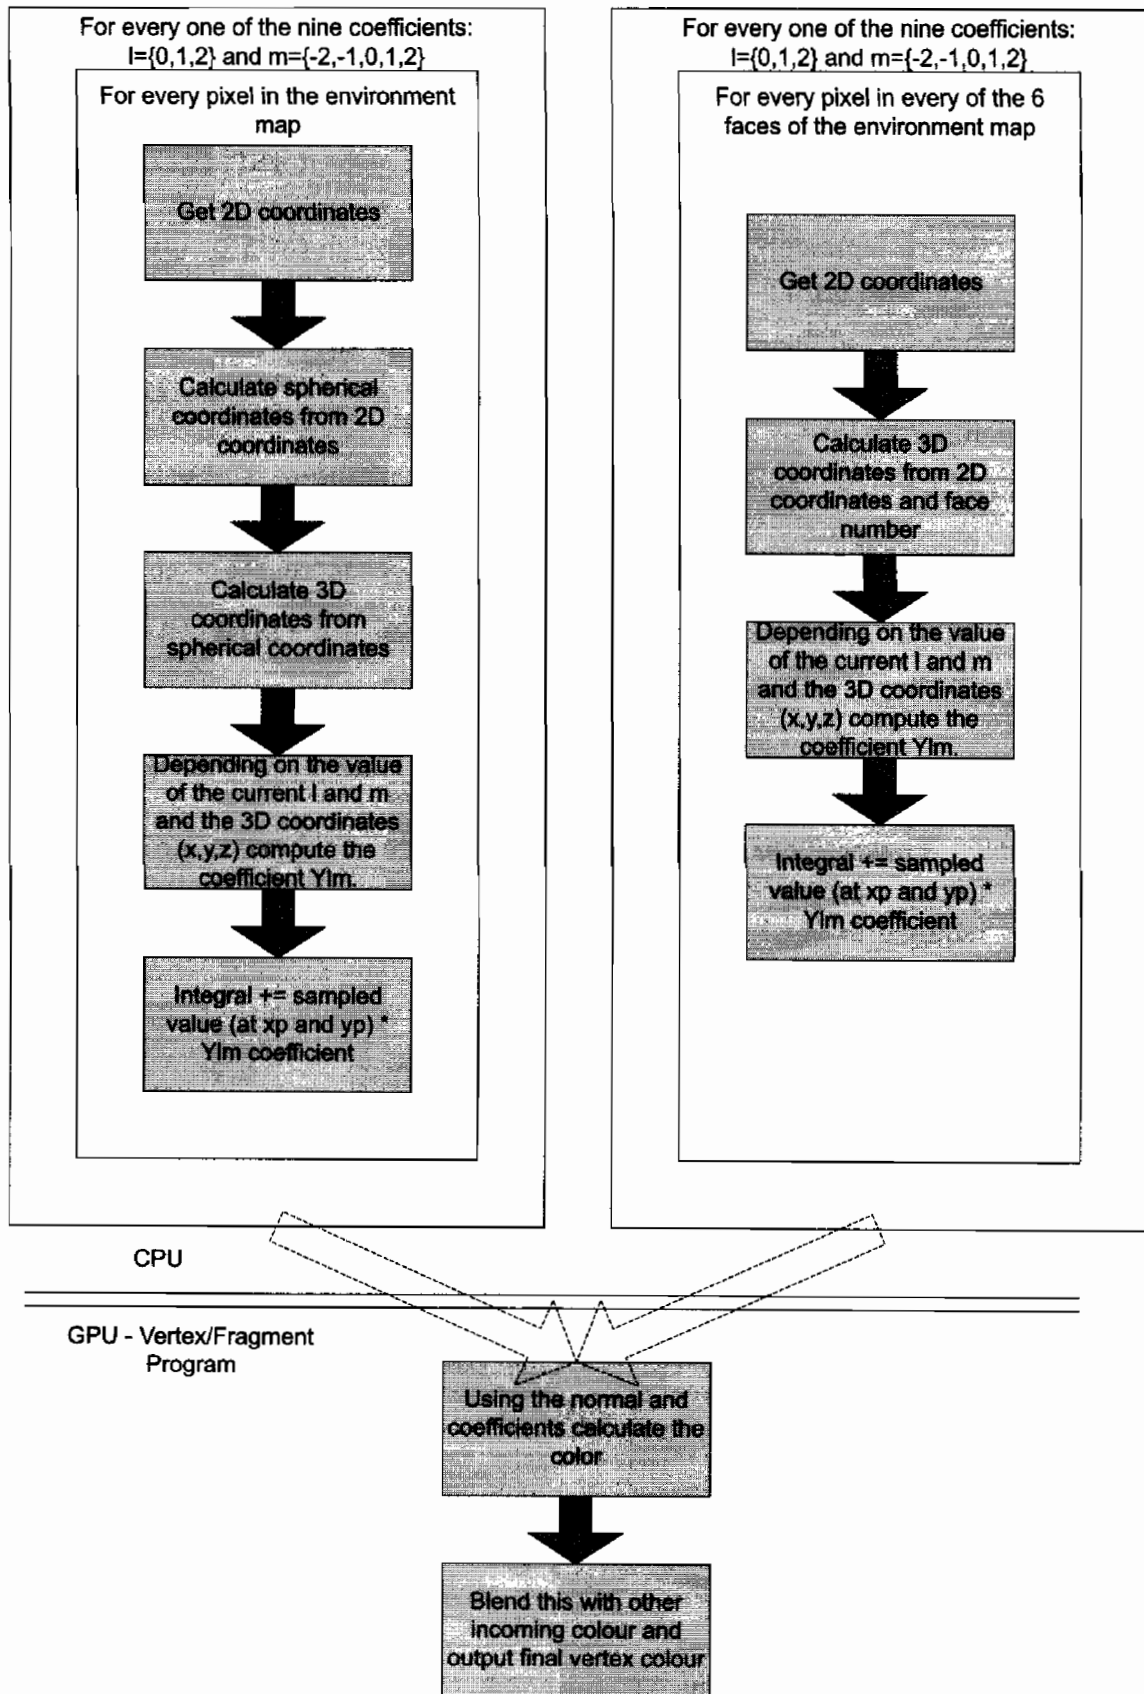 For every one of the nine coefficients:
l={0,1,2} and m={-2,-1,0,1,2}
For every pixel in the environment
map
Get 2D coordinates
Calculate spherical
coordinates from 2D
coordinates
Calculate 3D
coordinates from
spherical coordinates
Depending on the value
of the current l and m
and the 3D coordinates
(x,y,z) compute the
coefficient Ylm.
Integral += sampled
value (at xp and yp) *
Ylm coefficient
For every one of the nine coefficients:
l={0,1,2} and m={-2,-1,0,1,2}
For every pixel in every of the 6
faces of the environment map
Get 2D coordinates
Calculate 3D
coordinates from 2D
coordinates and face
number
Depending on the value
of the current l and m
and the 3D coordinates
(x,y,z) compute the
coefficient Ylm.
Integral += sampled
value (at xp and yp) *
Ylm coefficient
CPU
GPU - Vertex/Fragment
Program
Using the normal and
coefficients calculate the
color
Blend this with other
incoming colour and
output final vertex colour